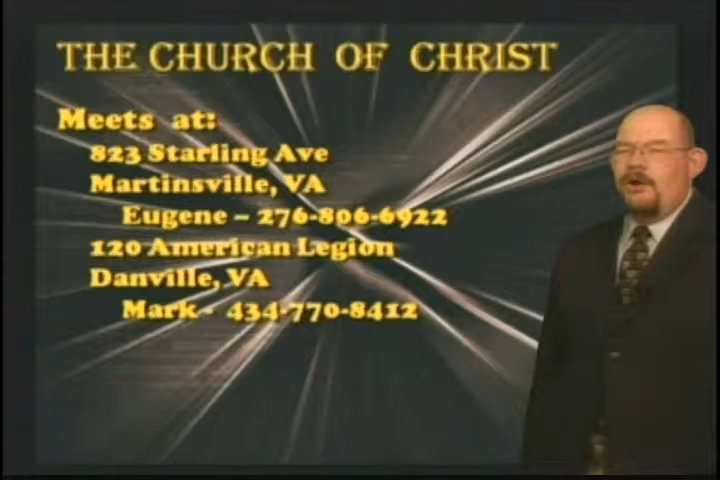 THE CHURCH OF CHRIST
Meets at:
823 Starling Ave
Martinsville, VA
Eugene – 276-806-6922
120 American Legion
Danville, VA
Mark - 434-770-8412